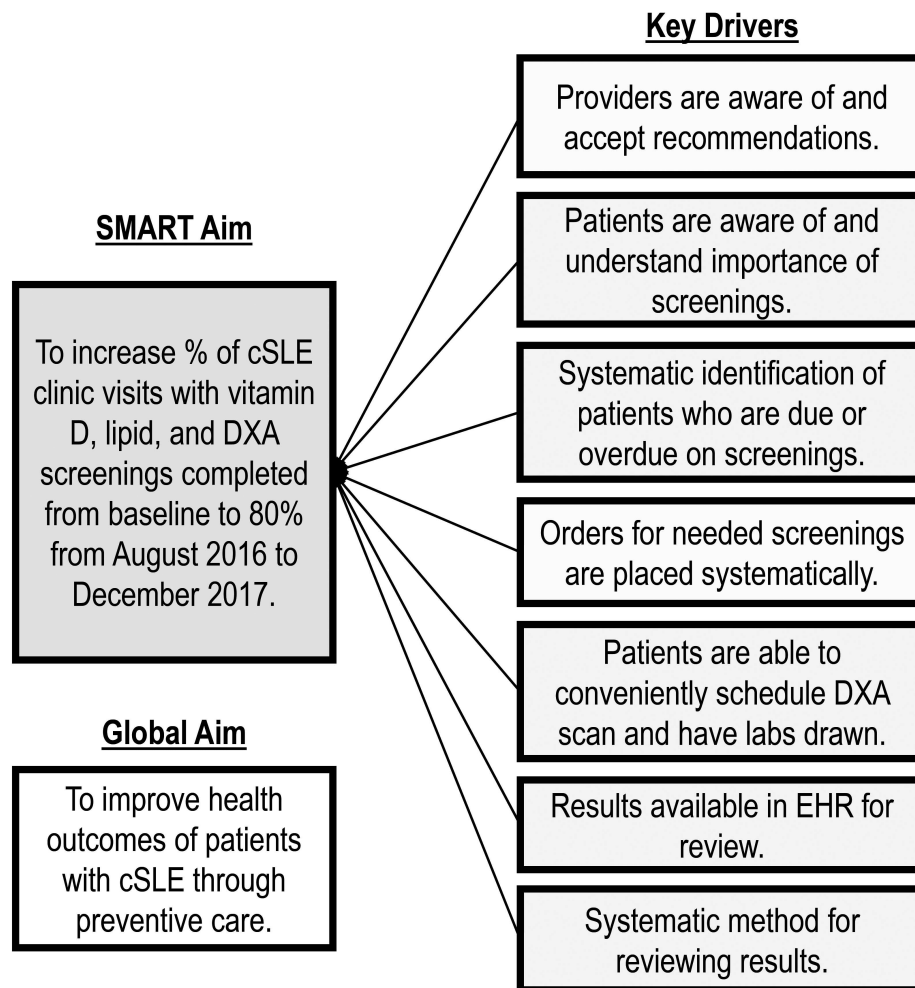 SMART Aim
To increase % of cSLE
clinic visits with vitamin
D, lipid, and DXA
screenings completed
from baseline to 80%
from August 2016 to
December 2017.
Global Aim
To improve health
outcomes of patients
with cSLE through
preventive care.
Key Drivers
Providers are aware of and
accept recommendations.
Patients are aware of and
understand importance of
screenings.
Systematic identification of
patients who are due or
overdue on screenings.
Orders for needed screenings
are placed systematically.
Patients are able to
conveniently schedule DXA
scan and have labs drawn.
Results available in EHR for
review.
Systematic method for
reviewing results.